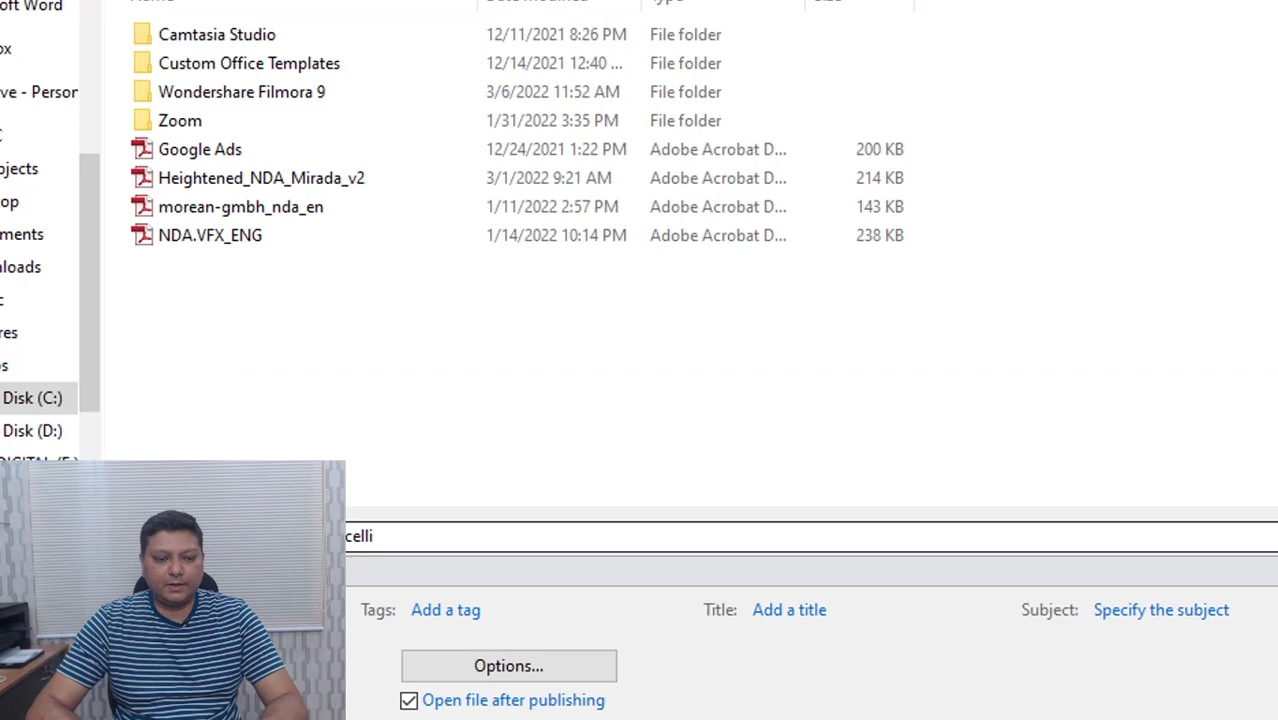 oft Word
Camtasia Studio 12/11/2021 8:26 PM File folder
Custom Office Templates 12/14/2021 12:40 ... File folder
ve - Person Wondershare Filmora 9 3/6/2022 11:52 AM File folder
Zoom 1/31/2022 3:35 PM File folder
Google Ads 12/24/2021 1:22 PM Adobe Acrobat D... 200 KB
bjects Heightened_NDA_Mirada_v2 3/1/2022 9:21 AM Adobe Acrobat D... 214 KB
op morean-gmbh_nda_en 1/11/2022 2:57 PM Adobe Acrobat D... 143 KB
ments NDA.VFX_ENG 1/14/2022 10:14 PM Adobe Acrobat D... 238 KB
loads
c
res
s
Disk (C:)
Disk (D:)
celli
Tags: Add a tag Title: Add a title Subject: Specify the subject
Options...
Open file after publishing